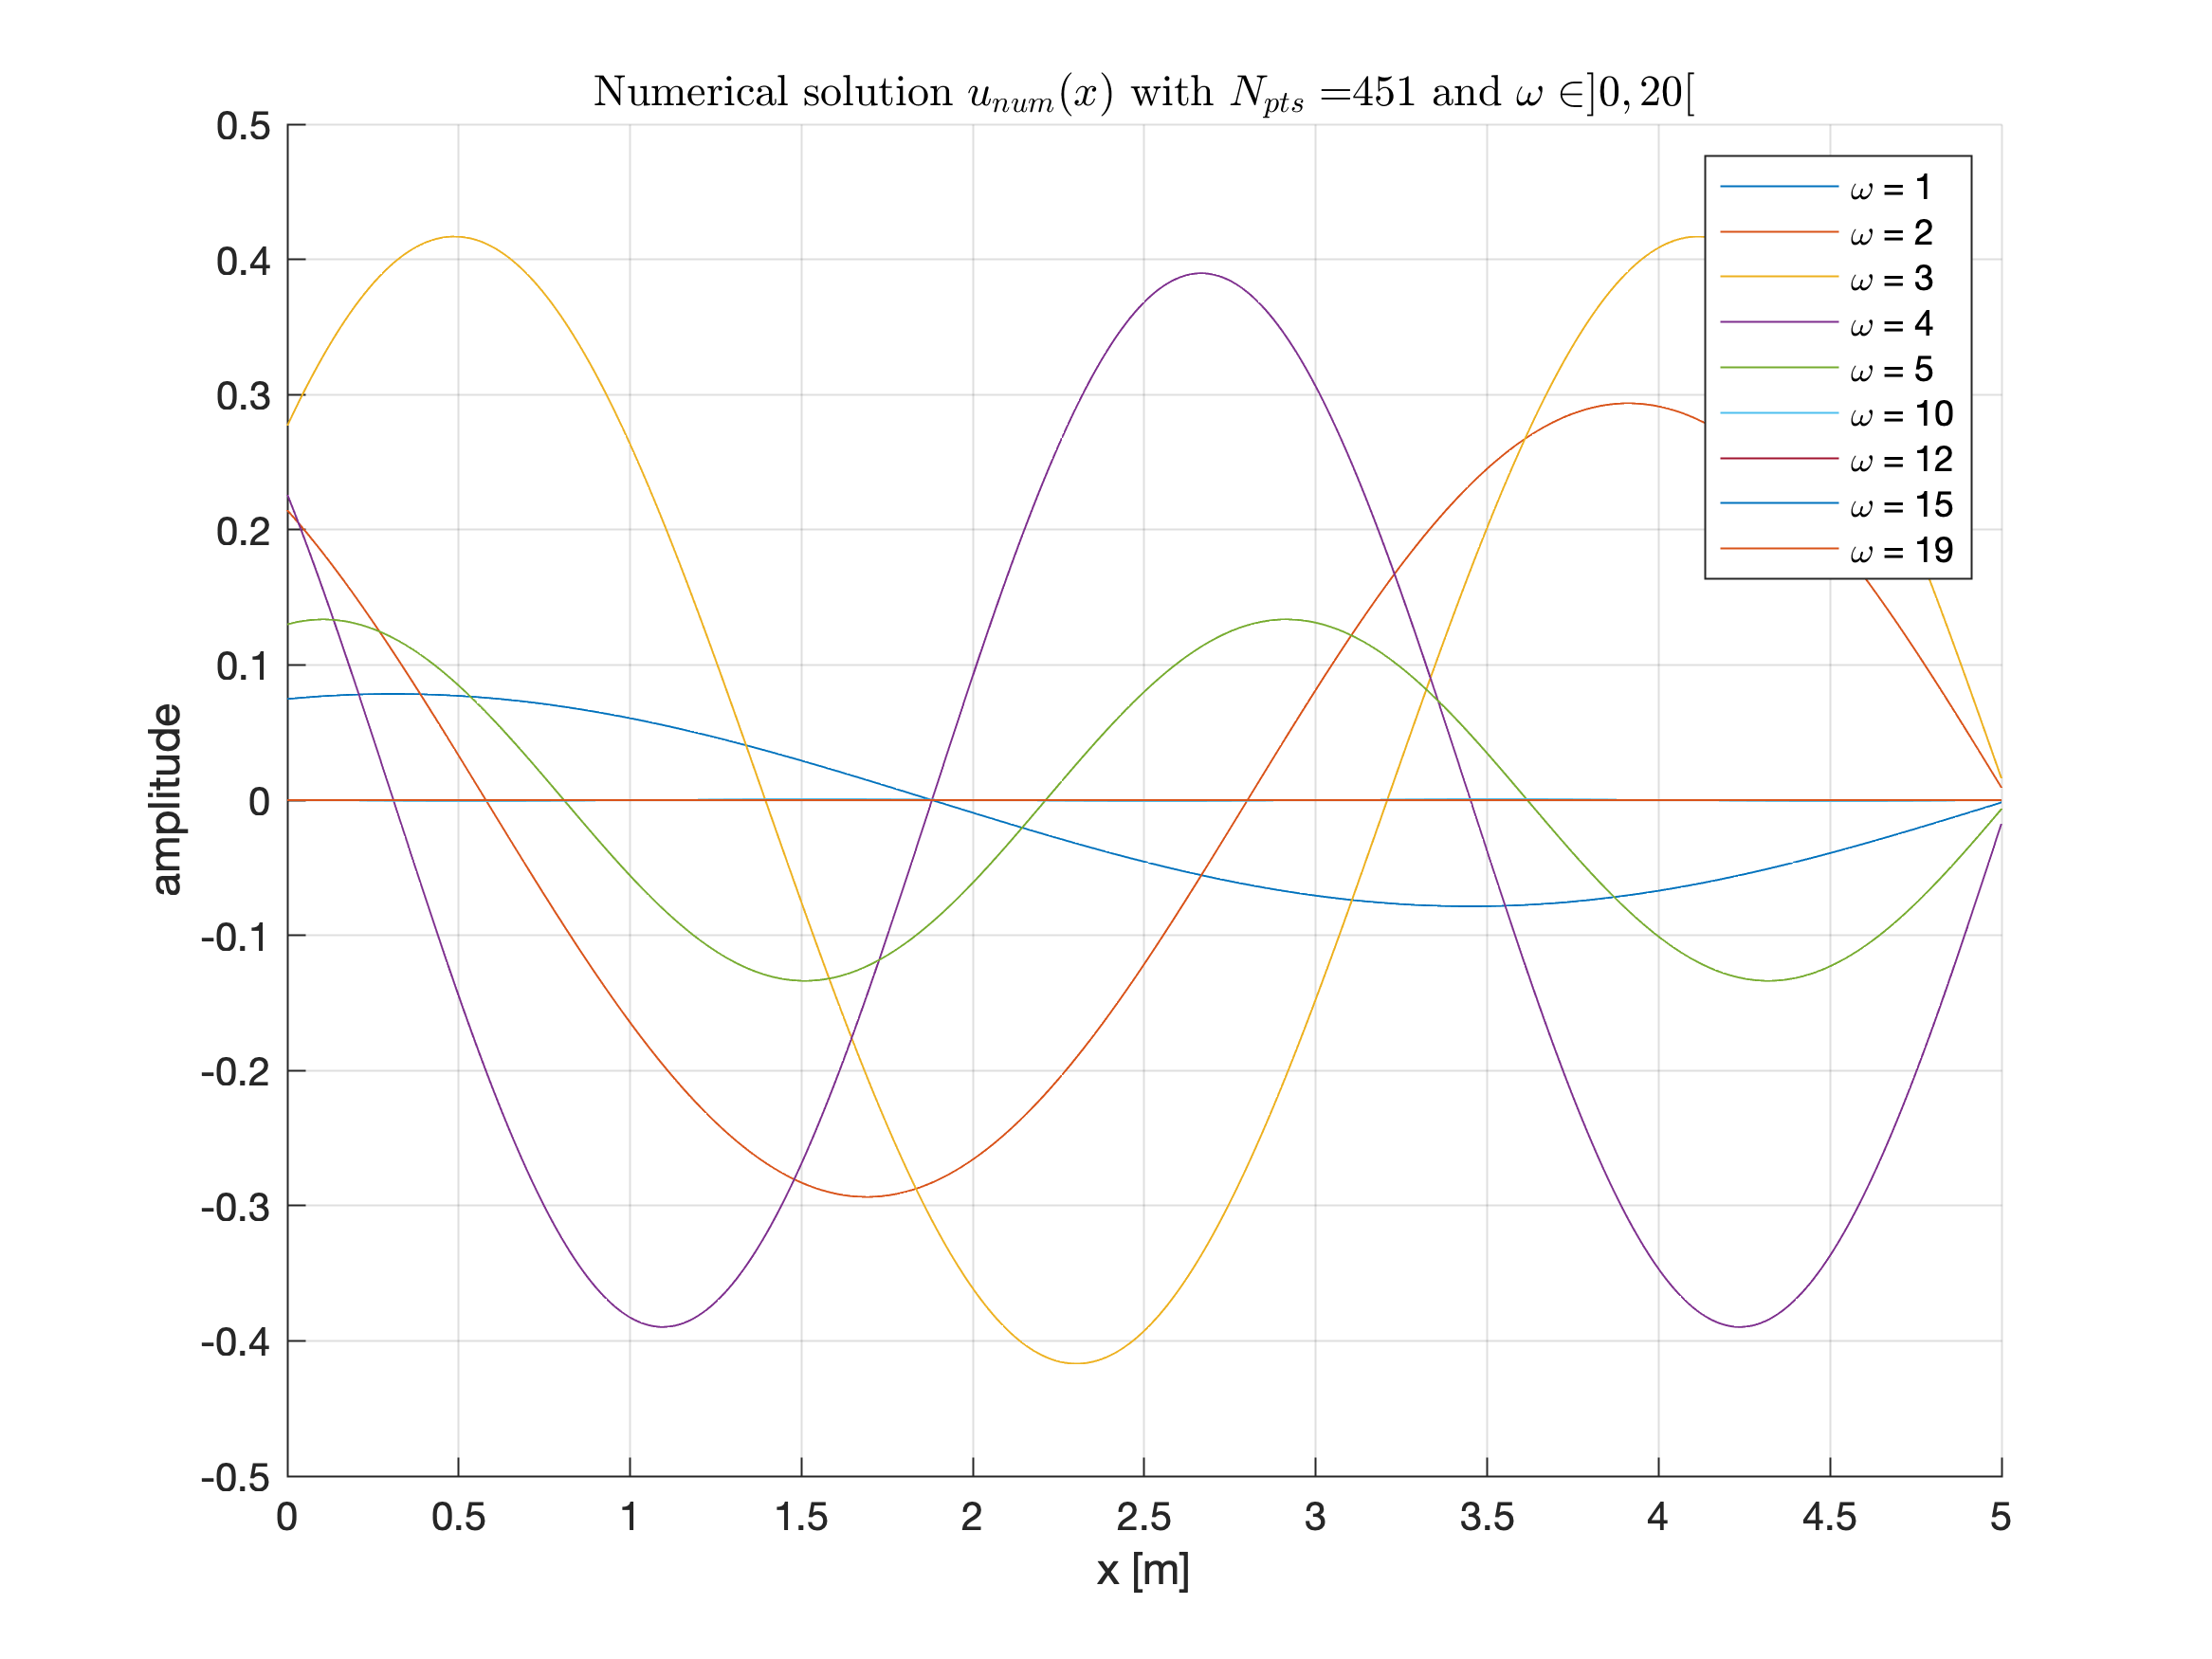 Numerical solution u_num(x) with N_pts =451 and ω ∈]0, 20[
0.5
0.4
0.3
0.2
0.1
0
-0.1
-0.2
-0.3
-0.4
-0.5
amplitude
ω = 1
ω = 2
ω = 3
ω = 4
ω = 5
ω = 10
ω = 12
ω = 15
ω = 19
0 0.5 1 1.5 2 2.5 3 3.5 4 4.5 5
x [m]